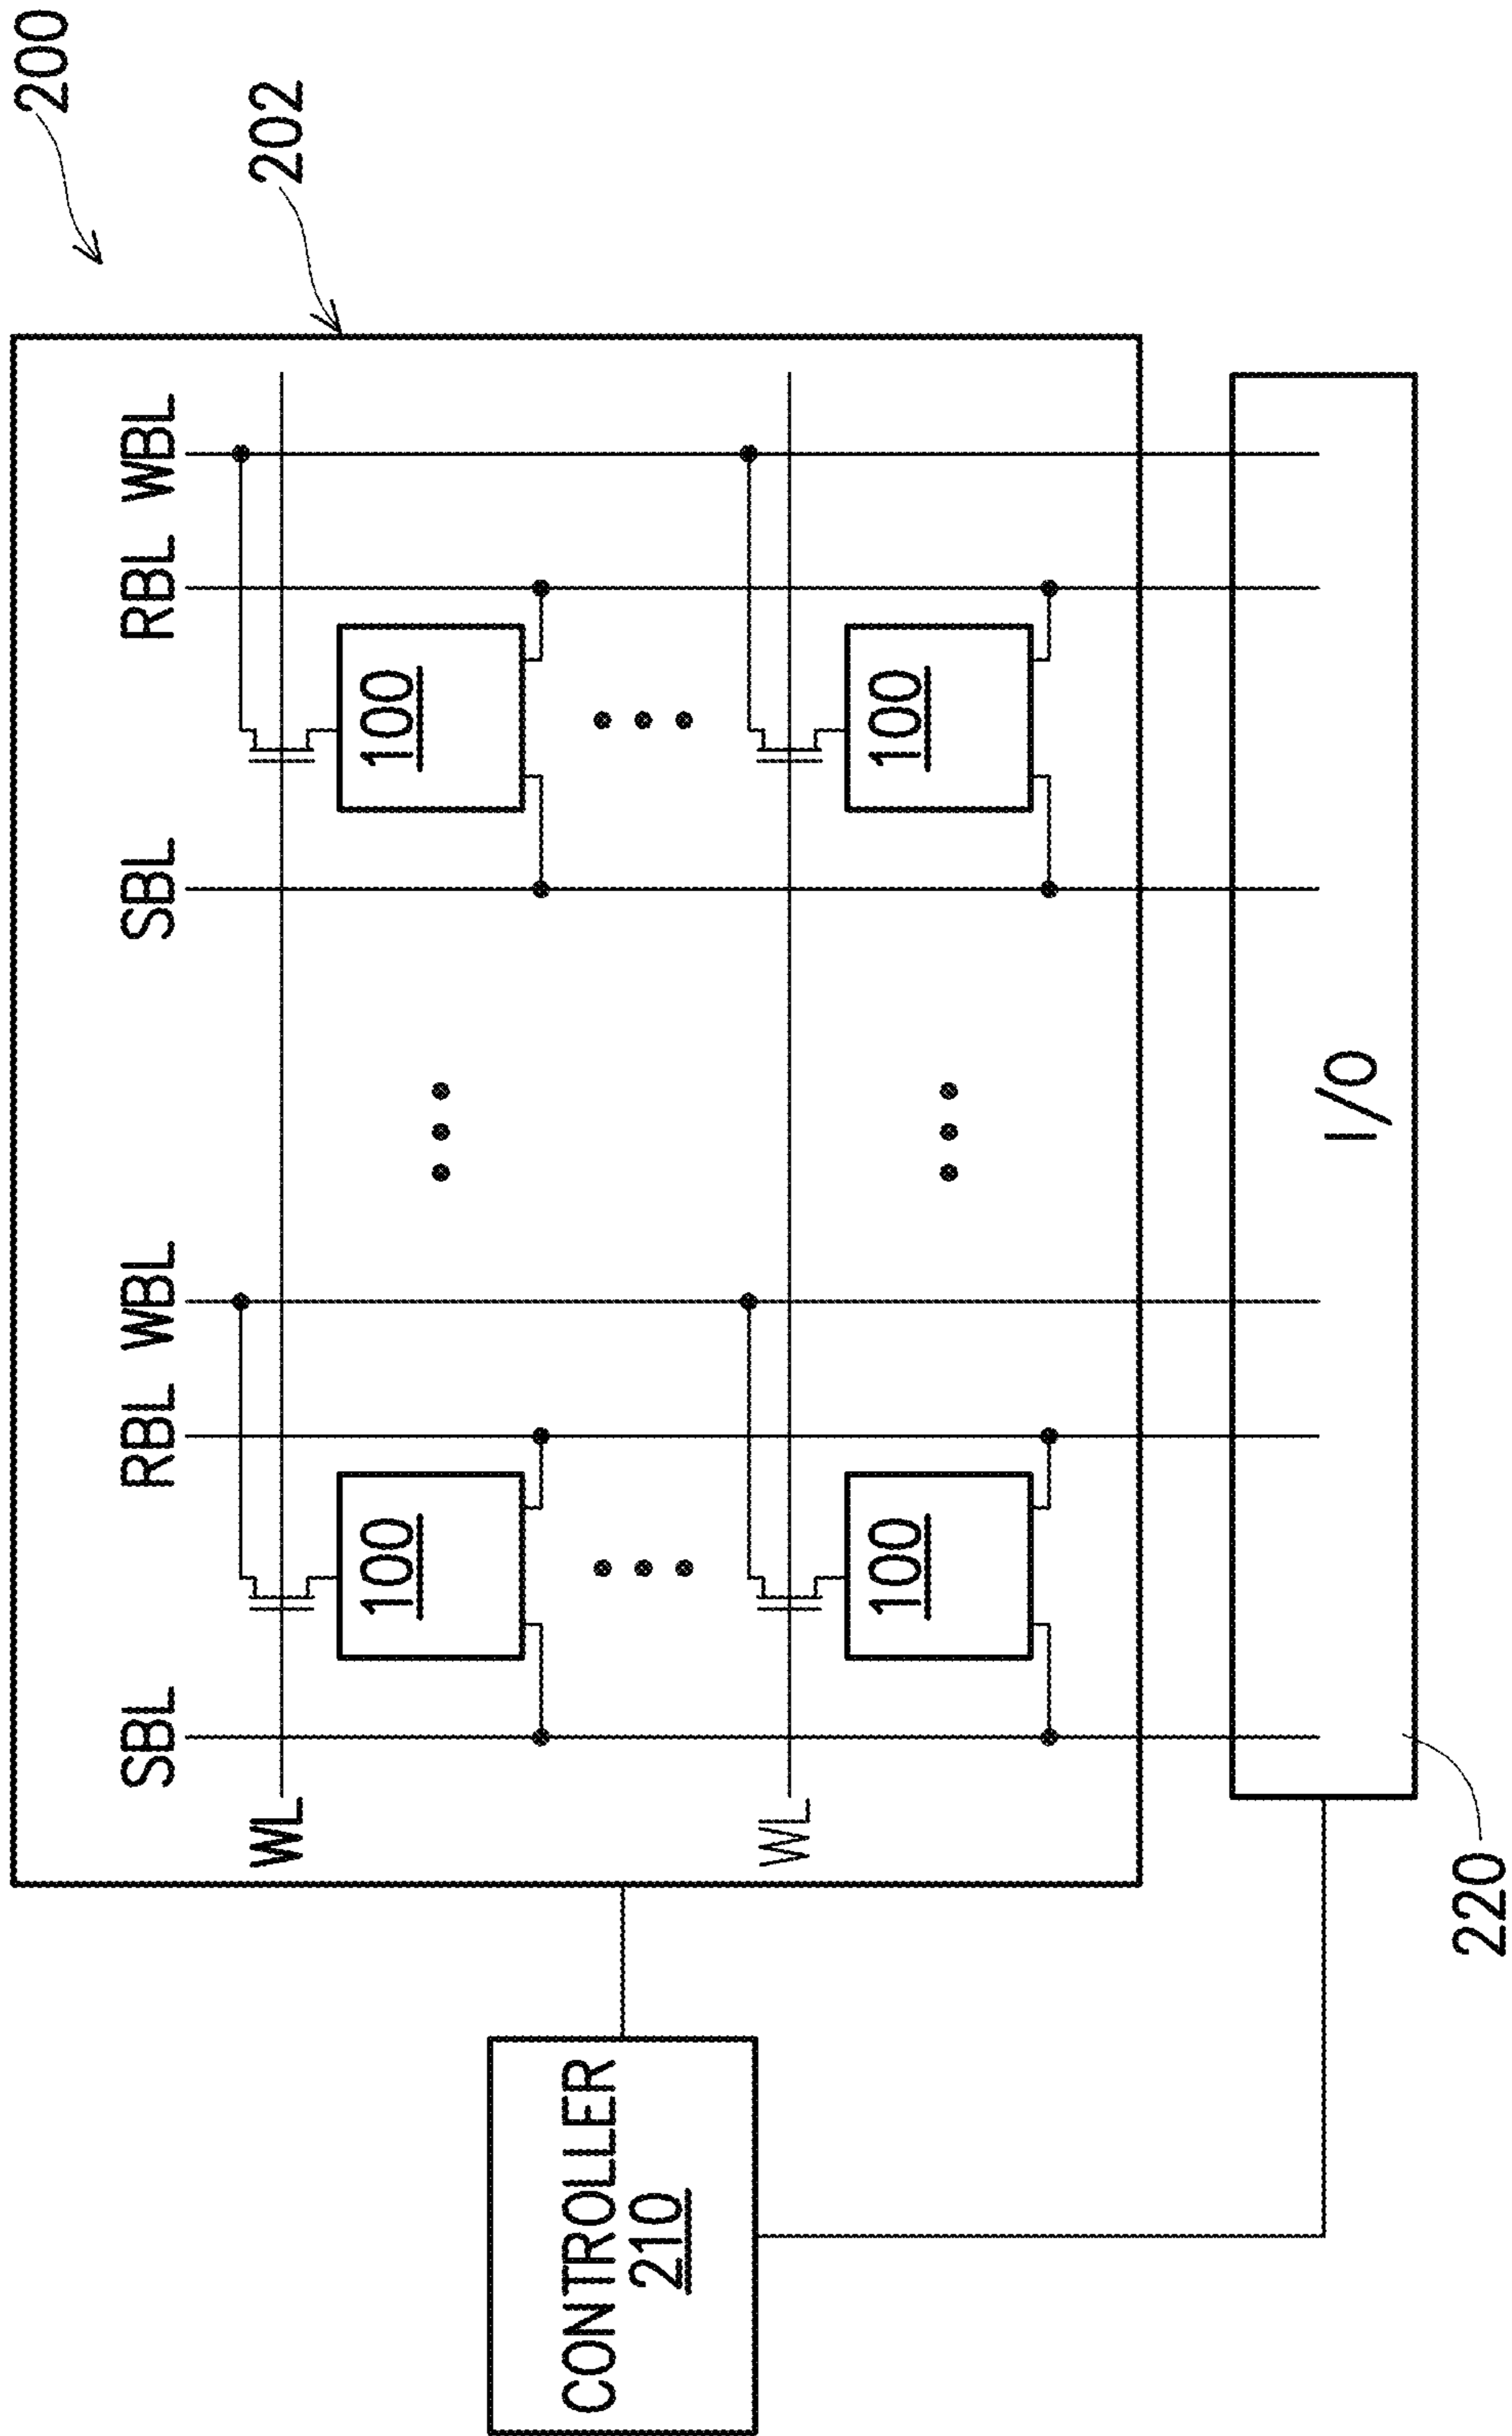 200
SBL RBL WBL SBL RBL WBL
WL
202
100 100
CONTROLLER
210
WL
100 100
I/O
220